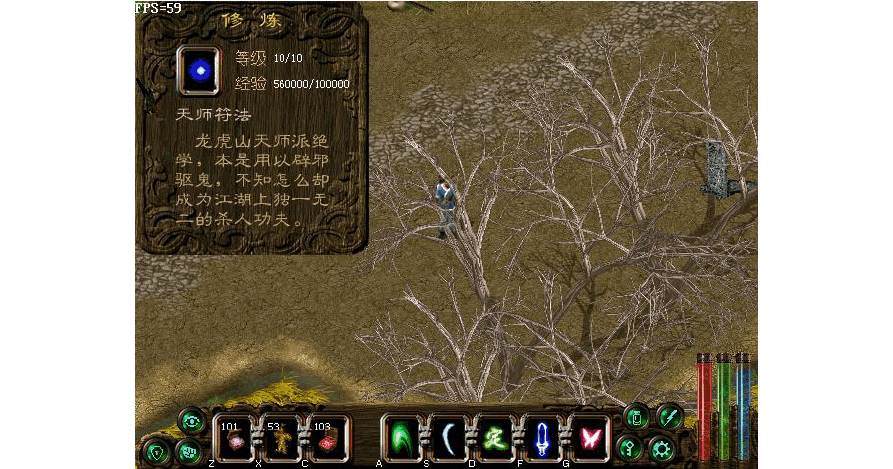 FPS=59
修 炼
等级 10/10
经验 560000/100000
天师符法
龙虎山天师派绝
学，本是用以辟邪
驱鬼，不知怎么却
成为江湖上独一无
二的杀人功夫。
101 53 103
Z X C A S D F G